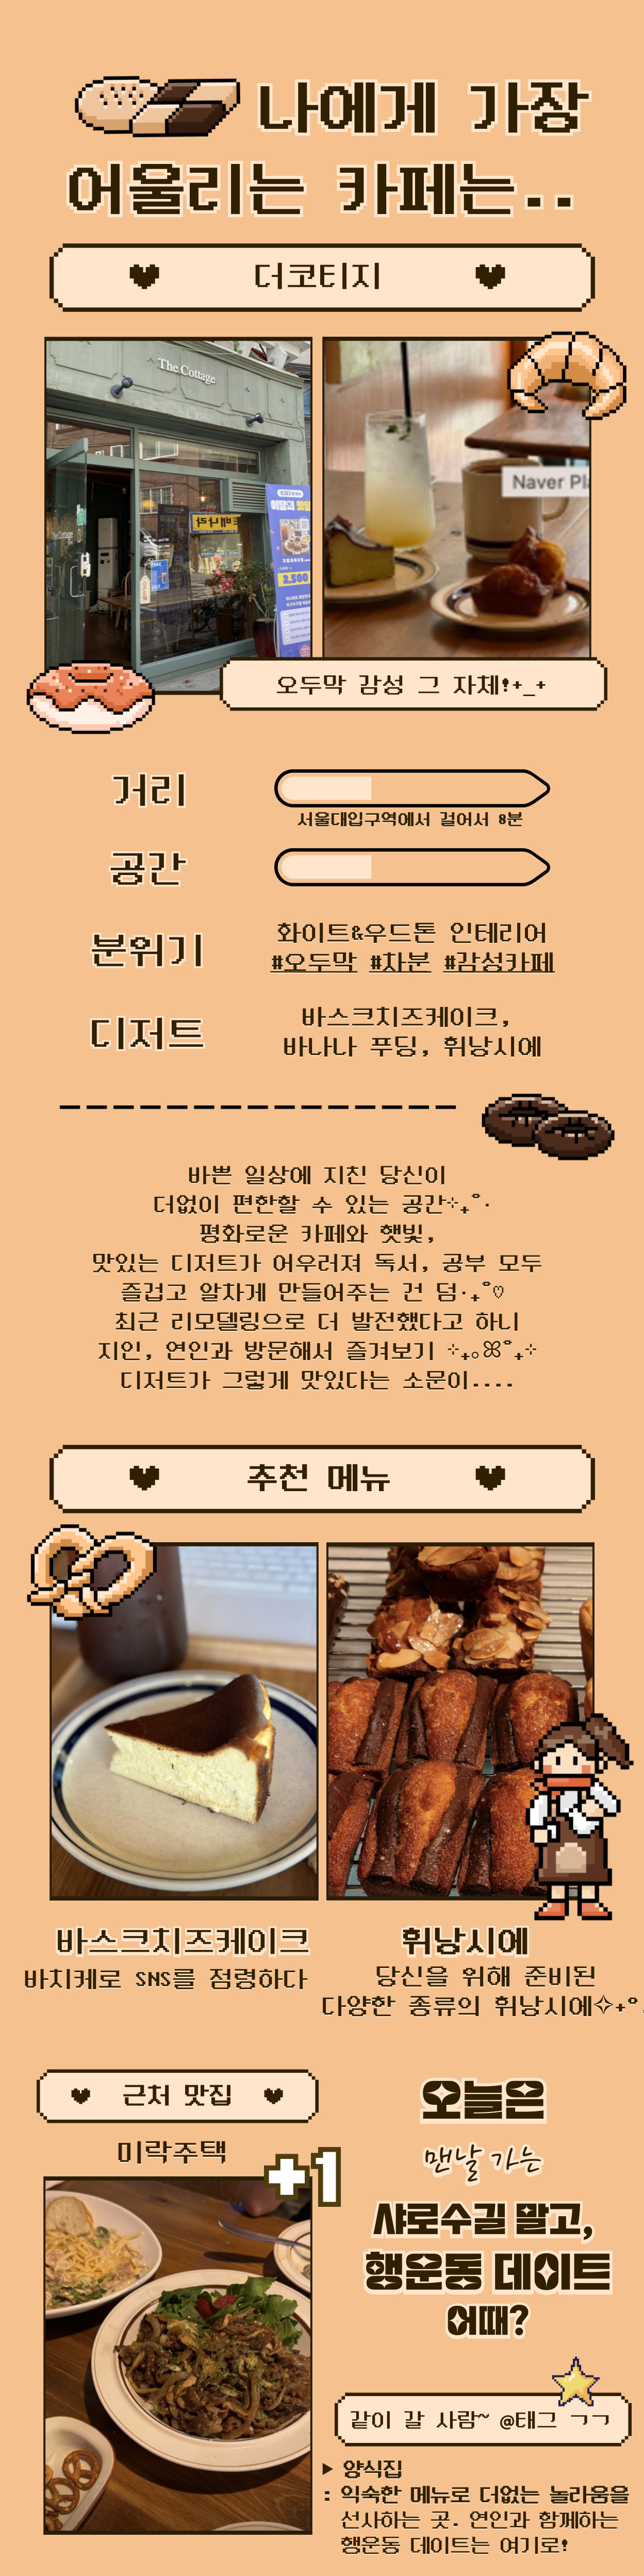 나에게 가장
어울리는 카페는..
더코티지
The Cottage
Naver Pla
2,500
오두막 감성 그 자체!+_+
거리
서울대입구역에서 걸어서 8분
공간
분위기
화이트&우드톤 인테리어
#오두막 #차분 #감성카페
디저트
바스크치즈케이크,
바나나 푸딩, 휘낭시에
바쁜 일상에 지친 당신이
더없이 편한할 수 있는 공간⊹₊˚‧
평화로운 카페와 햇빛,
맛있는 디저트가 어우러져 독서, 공부 모두
즐겁고 알차게 만들어주는 건 덤‧₊˚♡
최근 리모델링으로 더 발전했다고 하니
지인, 연인과 방문해서 즐겨보기 ⊹₊｡ꕤ˚₊⊹
디저트가 그렇게 맛있다는 소문이....
추천 메뉴
바스크치즈케이크
바치케로 SNS를 점령하다
휘낭시에
당신을 위해 준비된
다양한 종류의 휘낭시에✧₊°.
근처 맛집
미락주택
+1
오늘은
맨날 가는
샤로수길 말고,
행운동 데이트
어때?
같이 갈 사람~ @태그 ㄱㄱ
▶ 양식집
: 익숙한 메뉴로 더없는 놀라움을
선사하는 곳. 연인과 함께하는
행운동 데이트는 여기로!